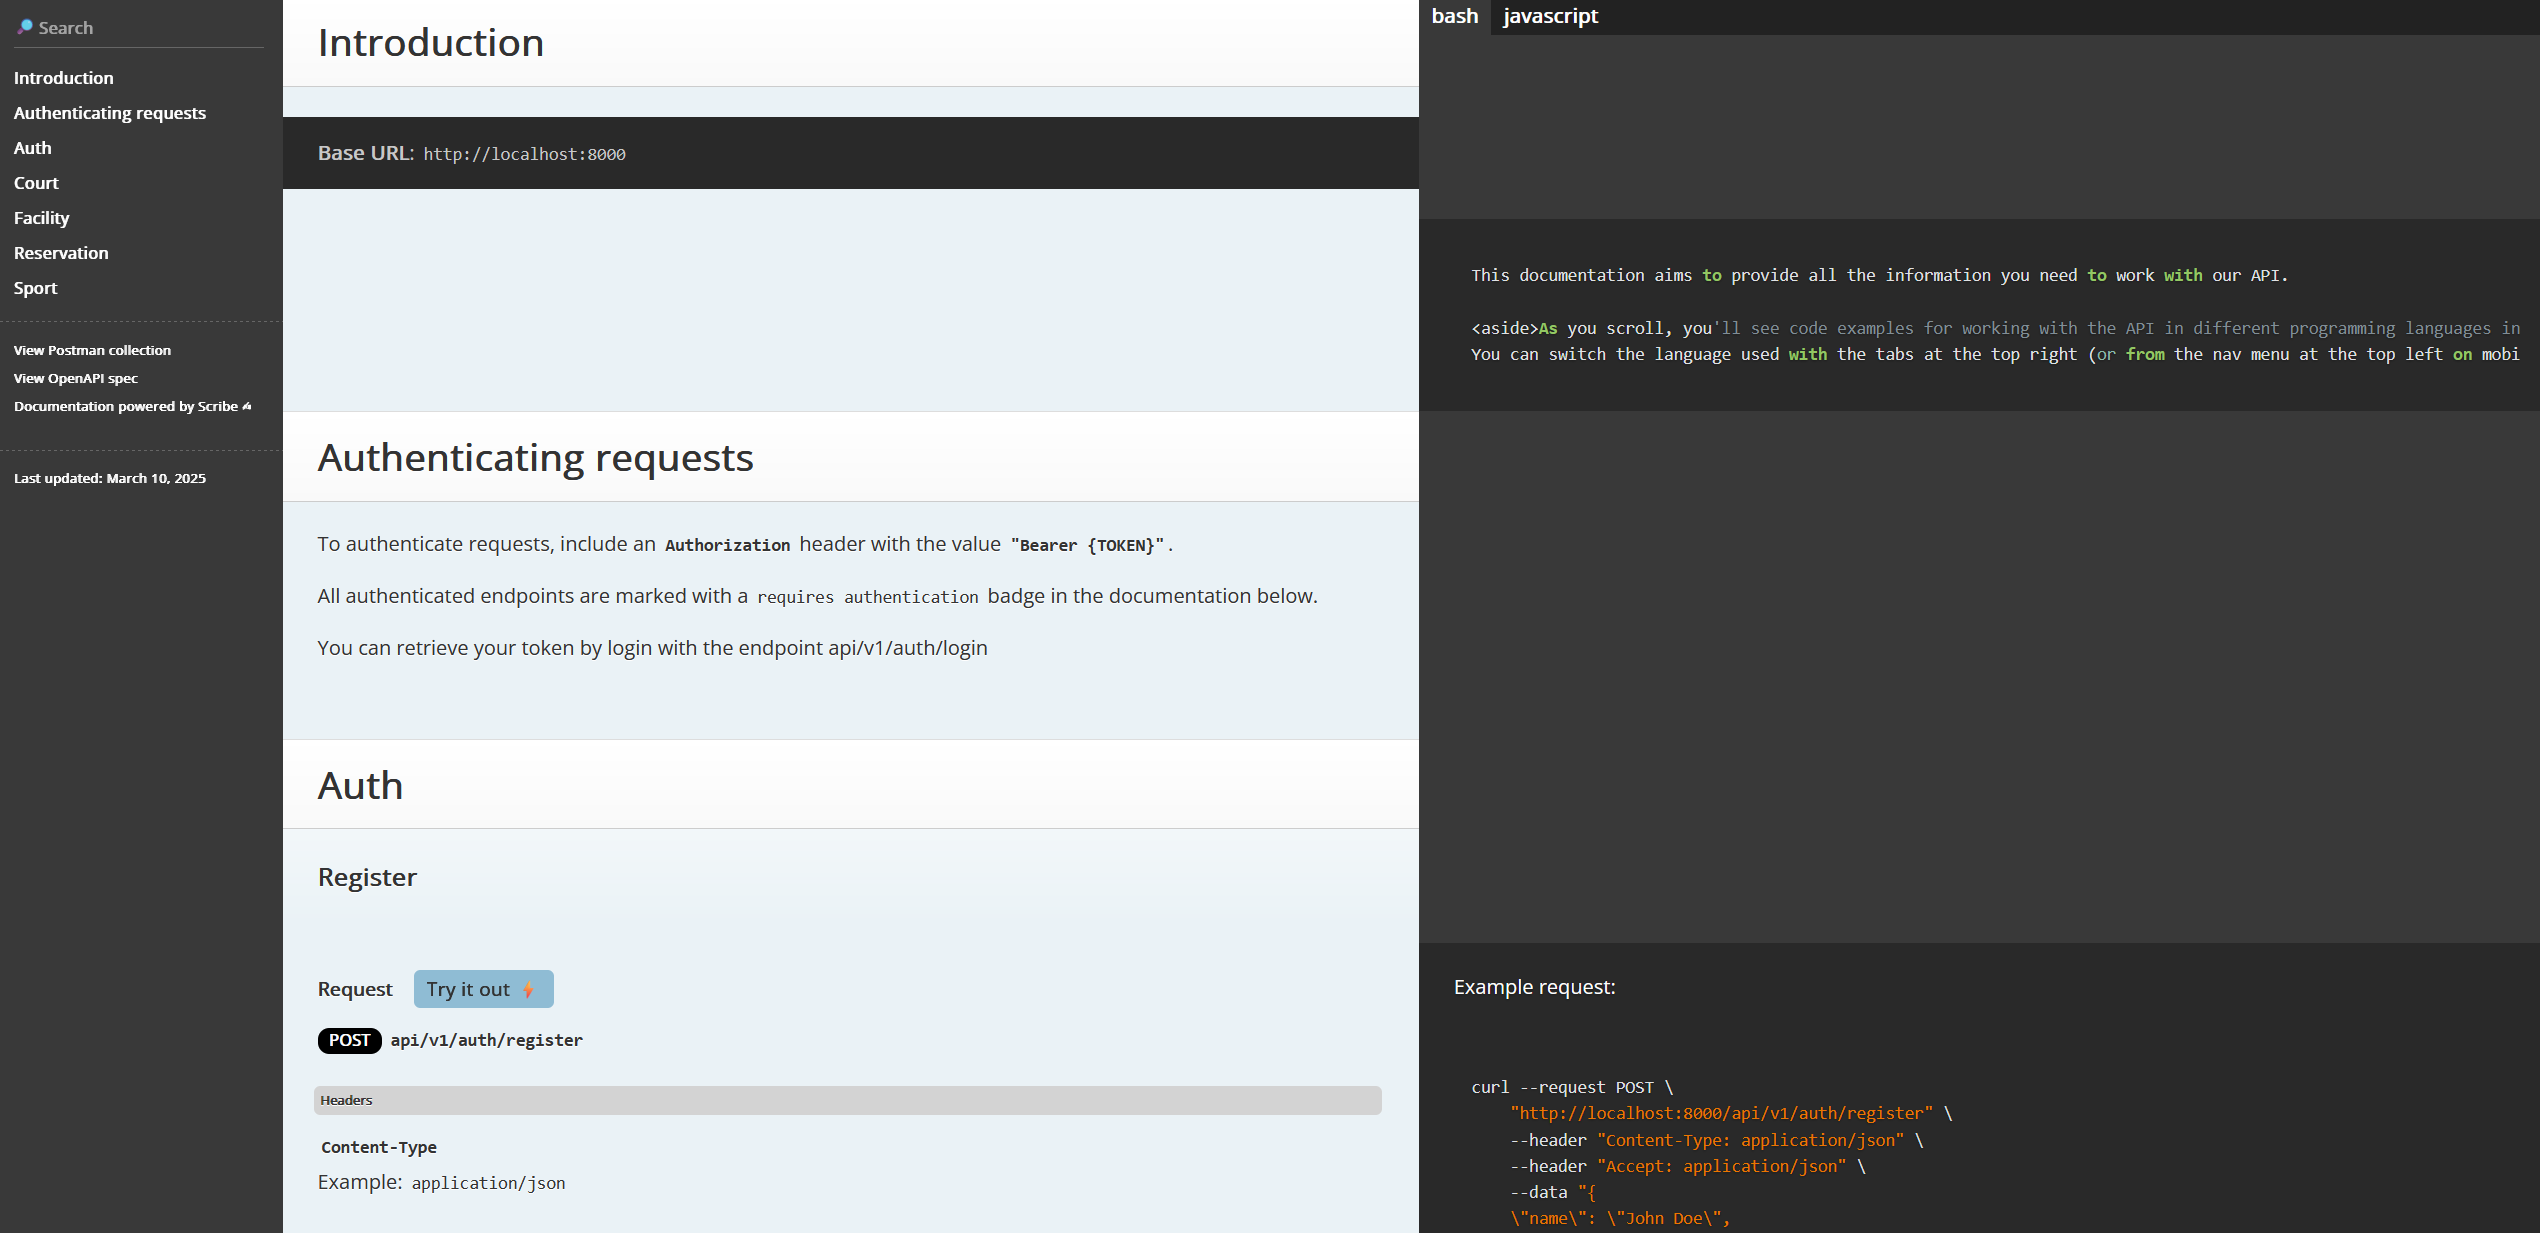 Search
Introduction
Authenticating requests
Auth
Court
Facility
Reservation
Sport
View Postman collection
View OpenAPI spec
Documentation powered by Scribe ✍
Last updated: March 10, 2025
Introduction
Base URL: http://localhost:8000
Authenticating requests
To authenticate requests, include an Authorization header with the value "Bearer {TOKEN}".
All authenticated endpoints are marked with a requires authentication badge in the documentation below.
You can retrieve your token by login with the endpoint api/v1/auth/login
Auth
Register
Request Try it out ⚡
POST api/v1/auth/register
Headers
Content-Type
Example: application/json
bash javascript
This documentation aims to provide all the information you need to work with our API.
<aside>As you scroll, you'll see code examples for working with the API in different programming languages in
You can switch the language used with the tabs at the top right (or from the nav menu at the top left on mobi
Example request:
curl --request POST \
"http://localhost:8000/api/v1/auth/register" \
--header "Content-Type: application/json" \
--header "Accept: application/json" \
--data "{
\"name\": \"John Doe\",